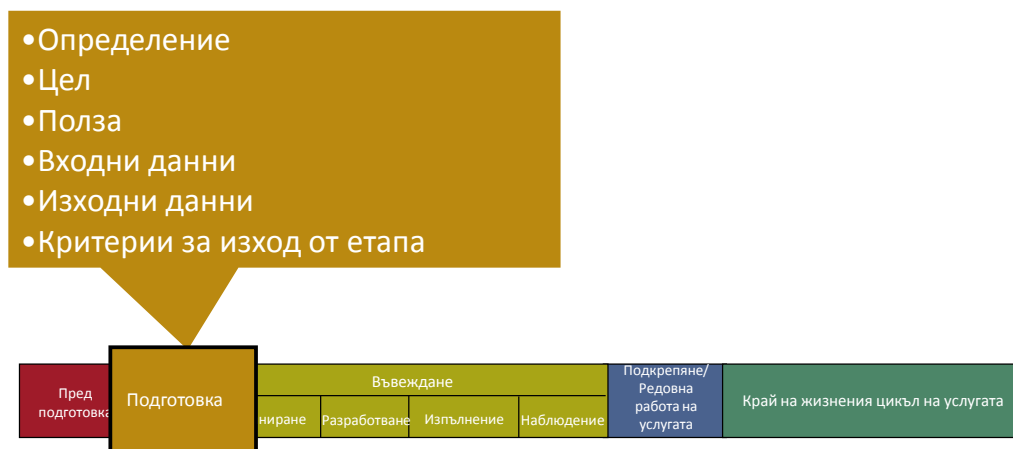 •Определение
•Цел
•Полза
•Входни данни
•Изходни данни
•Критерии за изход от етапа
Пред
подготовка
Подготовка
Въвеждане
ниране
Разработване
Изпълнение
Наблюдение
Подкрепяне/
Редовна
работа на
услугата
Край на жизнения цикъл на услугата